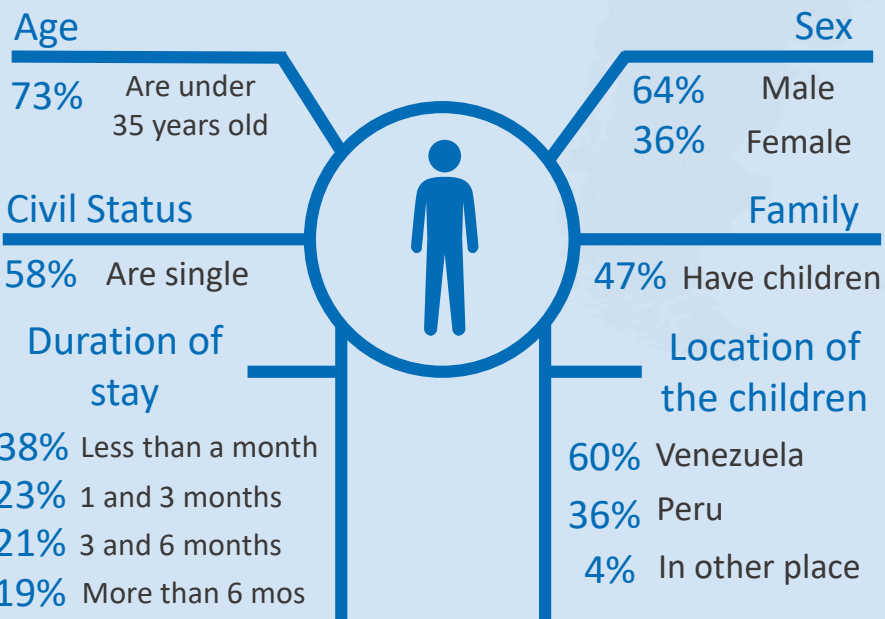 Age
73% Are under
35 years old
Sex
64% Male
36% Female
Civil Status
58% Are single
Family
47% Have children
Duration of
stay
38% Less than a month
23% 1 and 3 months
21% 3 and 6 months
19% More than 6 mos
Location of
the children
60% Venezuela
36% Peru
4% In other place